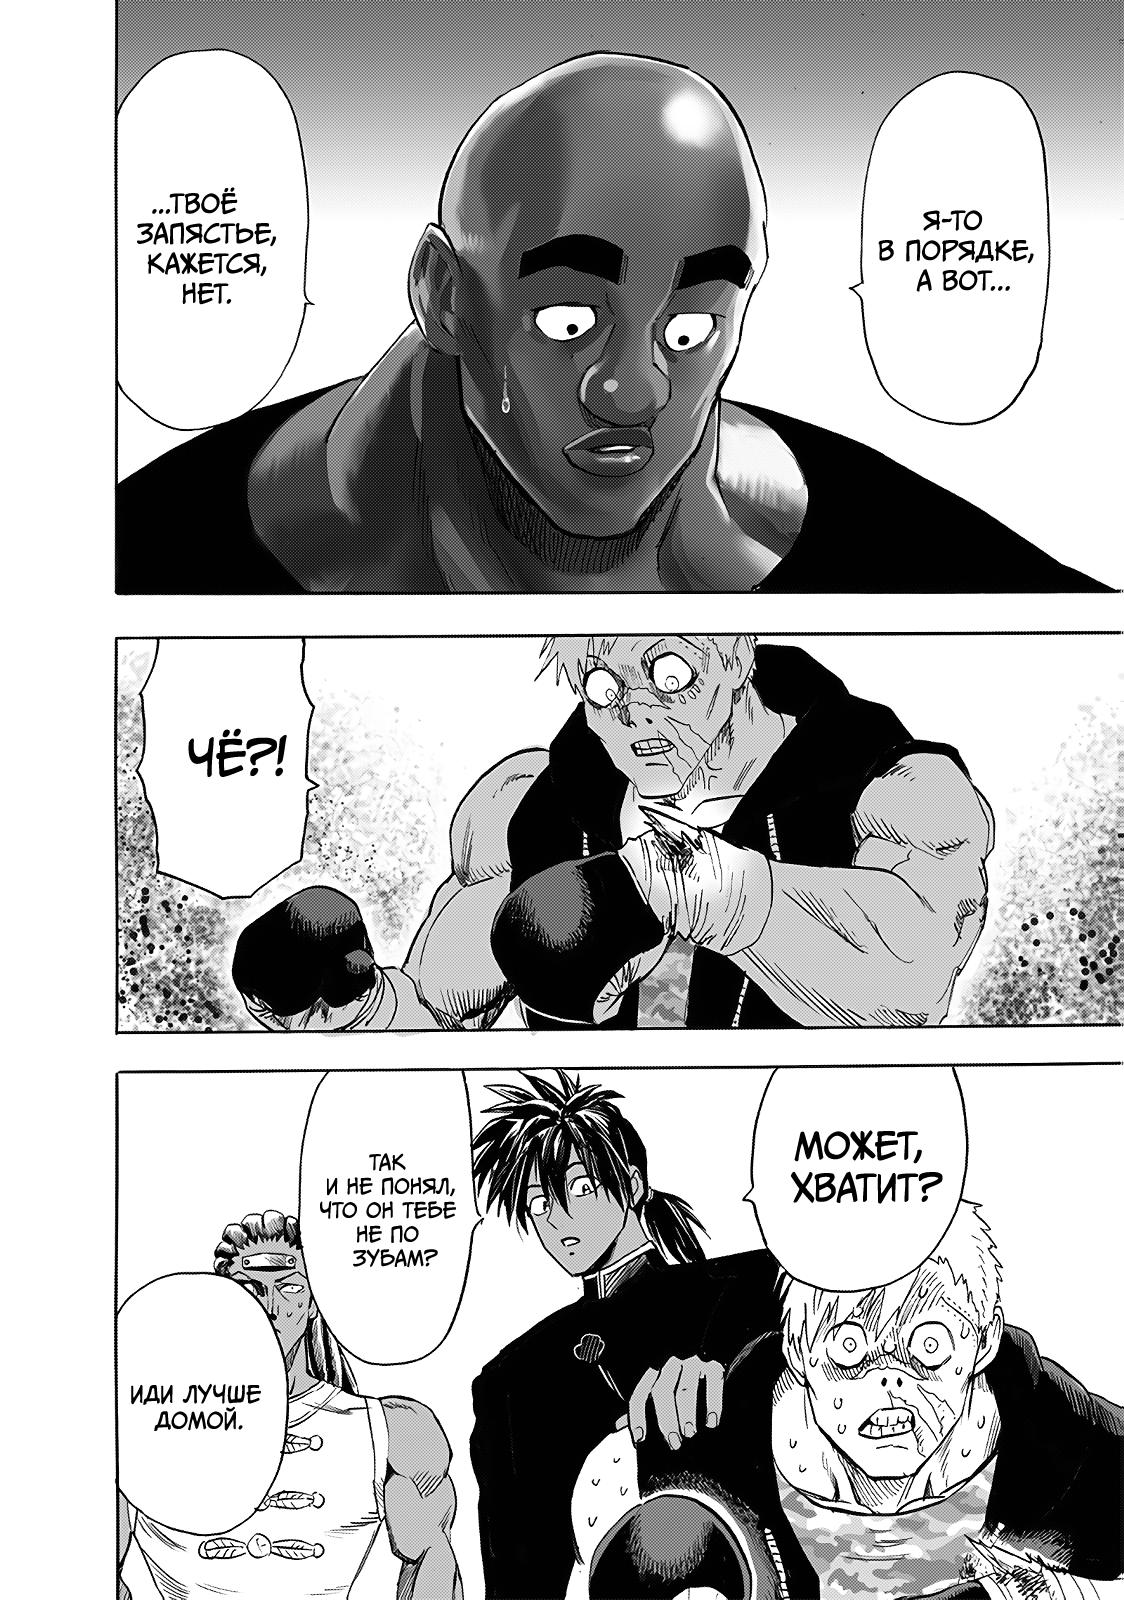 Я-ТО
В ПОРЯДКЕ,
А ВОТ...
...ТВОЁ
ЗАПЯСТЬЕ,
КАЖЕТСЯ,
НЕТ.
ЧЁ?!
МОЖЕТ,
ХВАТИТ?
ТАК
И НЕ ПОНЯЛ,
ЧТО ОН ТЕБЕ
НЕ ПО
ЗУБАМ?
ИДИ ЛУЧШЕ
ДОМОЙ.